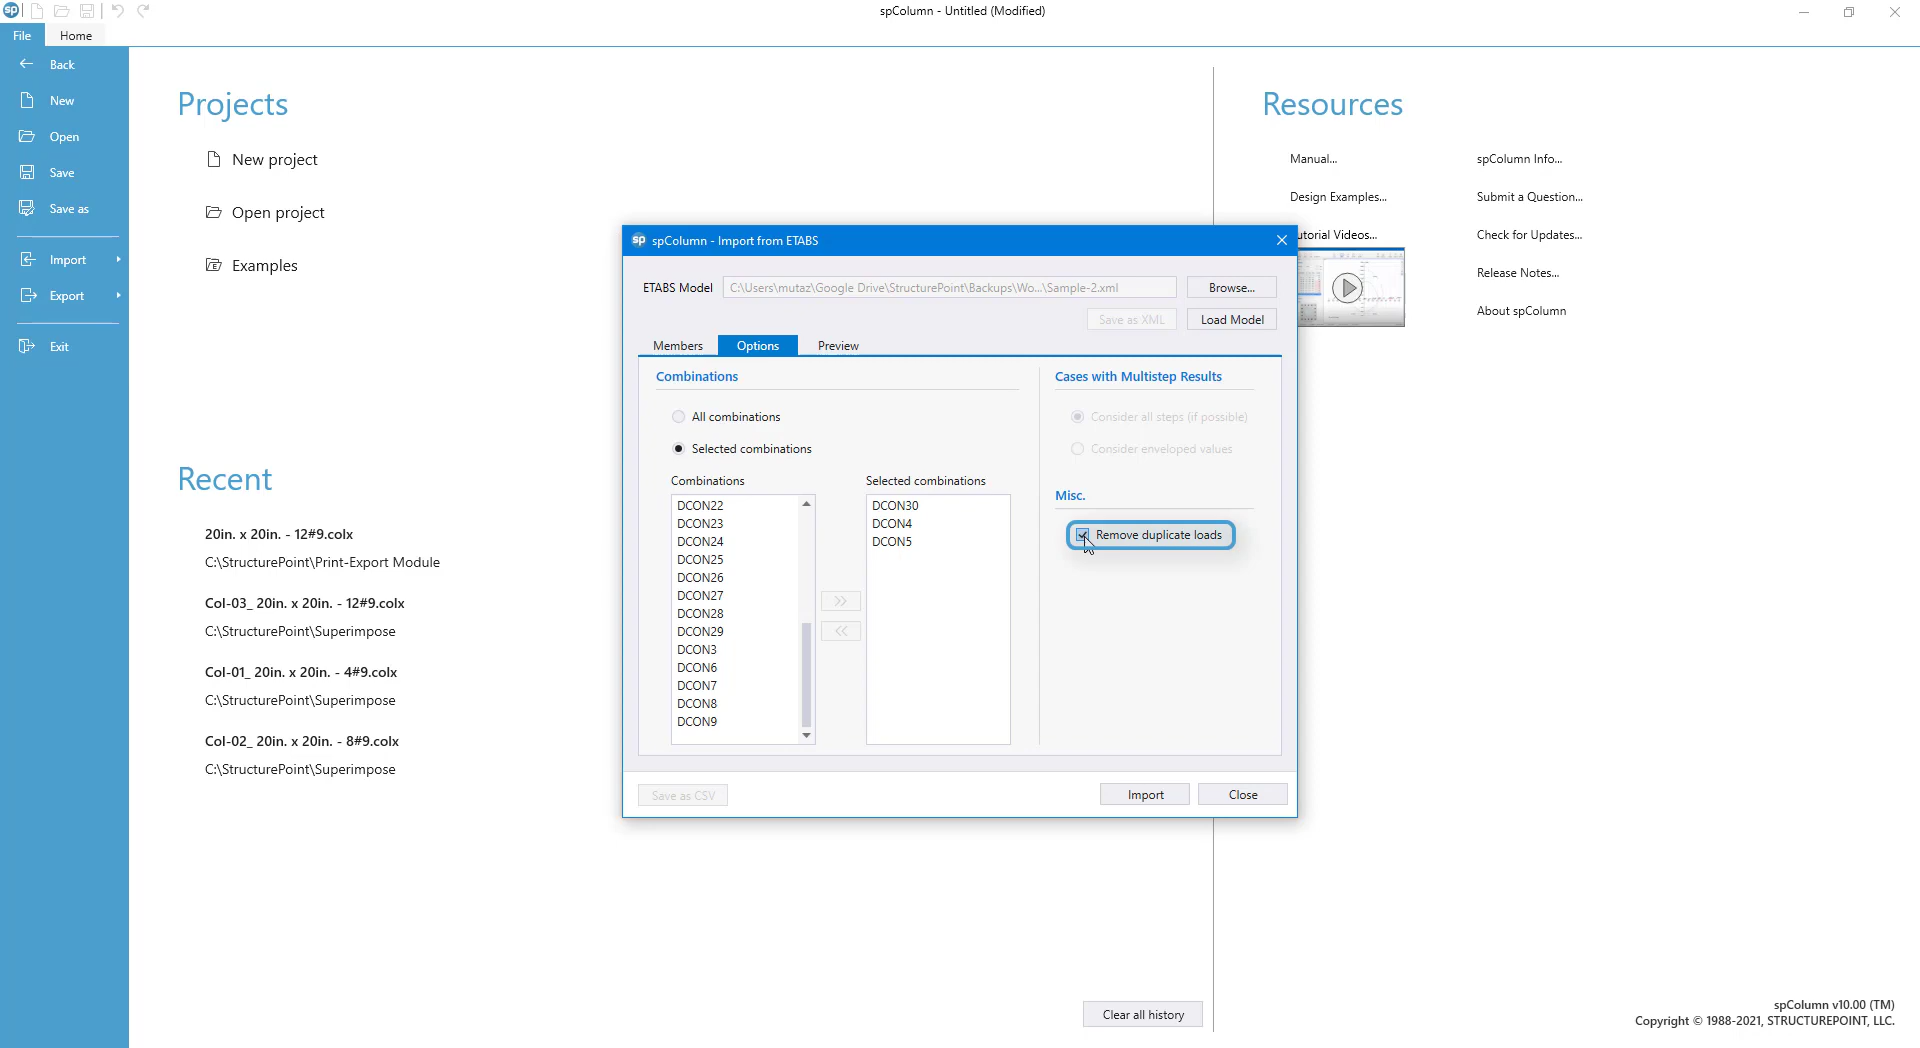 sp
spColumn - Untitled (Modified)
File
Home
Back
New
Open
Save
Save as
Import
Export
Exit
Projects
New project
Open project
Examples
Recent
20in. x 20in. - 12#9.colx
C:\StructurePoint\Print-Export Module
Col-03_ 20in. x 20in. - 12#9.colx
C:\StructurePoint\Superimpose
Col-01_ 20in. x 20in. - 4#9.colx
C:\StructurePoint\Superimpose
Col-02_ 20in. x 20in. - 8#9.colx
C:\StructurePoint\Superimpose
Clear all history
Resources
Manual...
Design Examples...
utorial Videos...
spColumn Info...
Submit a Question...
Check for Updates...
Release Notes...
About spColumn
sp spColumn - Import from ETABS
ETABS Model
C:\Users\mutaz\Google Drive\StructurePoint\Backups\Wo...\Sample-2.xml
Browse...
Save as XML
Load Model
Members
Options
Preview
Combinations
All combinations
Selected combinations
Combinations
DCON22
DCON23
DCON24
DCON25
DCON26
DCON27
DCON28
DCON29
DCON3
DCON6
DCON7
DCON8
DCON9
>>
<<
Selected combinations
DCON30
DCON4
DCON5
Cases with Multistep Results
Consider all steps (if possible)
Consider enveloped values
Misc.
Remove duplicate loads
Save as CSV
Import
Close
spColumn v10.00 (TM)
Copyright © 1988-2021, STRUCTUREPOINT, LLC.